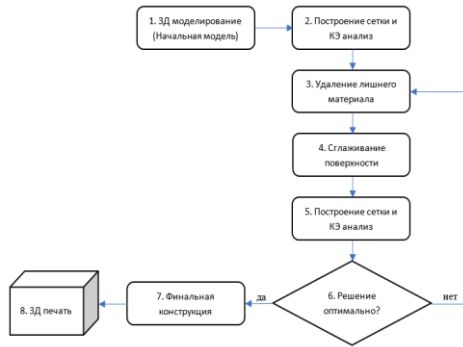 1. 3Д моделирование
(Начальная модель)
2. Построение сетки и
КЭ анализ
3. Удаление лишнего
материала
4. Сглаживание
поверхности
5. Построение сетки и
КЭ анализ
6. Решение
оптимально?
да
нет
7. Финальная
конструкция
8. 3Д печать